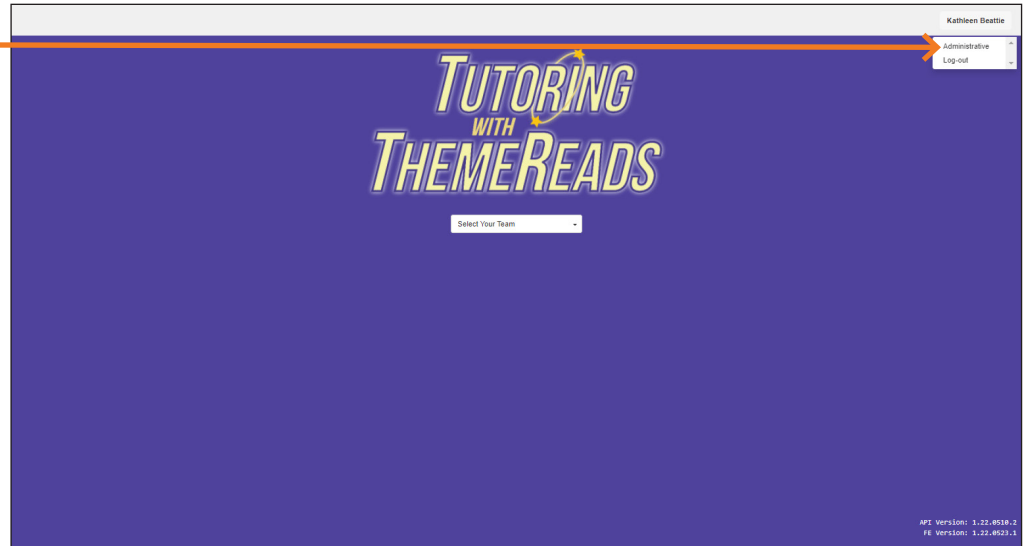 Kathleen Beattie
Administrative
Log-out
TUTORING
WITH
THEMEREADS
Select Your Team
API Version: 1.22.0510.2
FE Version: 1.22.0523.1